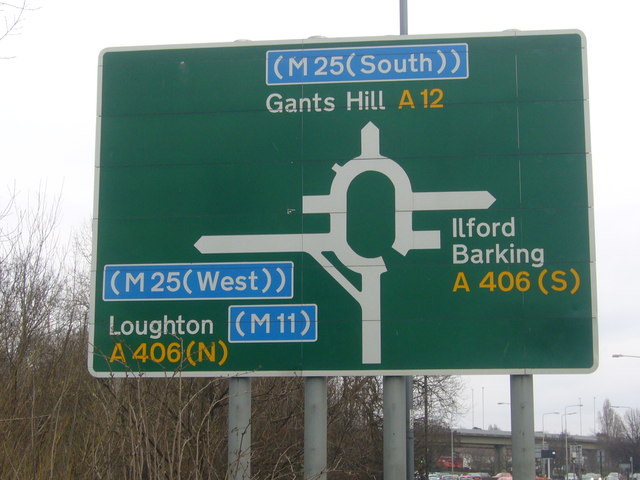 (M 25(South))
Gants Hill A 12
Ilford
Barking
A 406 (S)
(M 25(West))
Loughton (M 11)
A 406 (N)